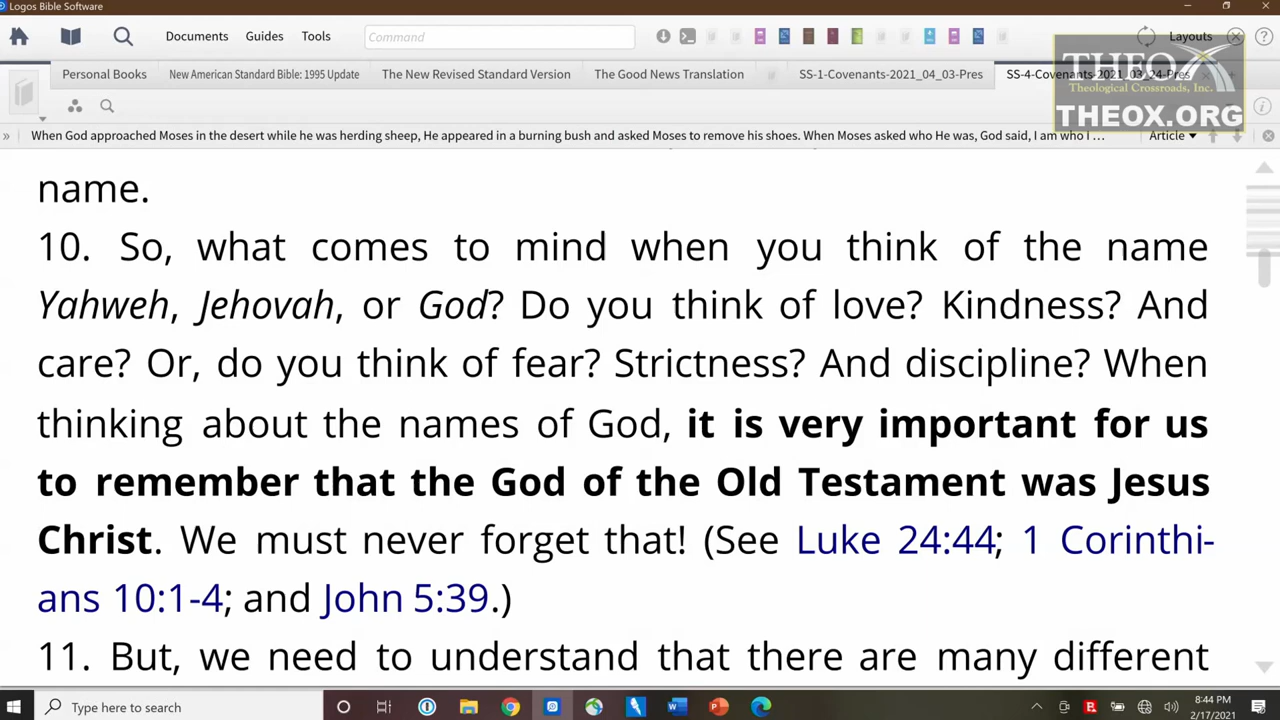 Logos Bible Software
Documents Guides Tools Command Layouts
Personal Books New American Standard Bible: 1995 Update The New Revised Standard Version The Good News Translation SS-1-Covenants-2021_04_03-Pres SS-4-Covenants-2021_03_24-Pres
THEOX
Theological Crossroads, Inc.
THEOX.ORG
» When God approached Moses in the desert while he was herding sheep, He appeared in a burning bush and asked Moses to remove his shoes. When Moses asked who He was, God said, I am who I … Article
name.
10. So, what comes to mind when you think of the name
Yahweh, Jehovah, or God? Do you think of love? Kindness? And
care? Or, do you think of fear? Strictness? And discipline? When
thinking about the names of God, it is very important for us
to remember that the God of the Old Testament was Jesus
Christ. We must never forget that! (See Luke 24:44; 1 Corinthi-
ans 10:1-4; and John 5:39.)
11. But, we need to understand that there are many different
Type here to search
8:44 PM
2/17/2021